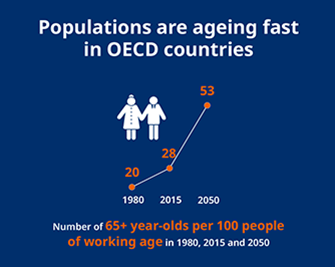 Populations are ageing fast
in OECD countries
53
28
20
1980 2015 2050
Number of 65+ year-olds per 100 people
of working age in 1980, 2015 and 2050